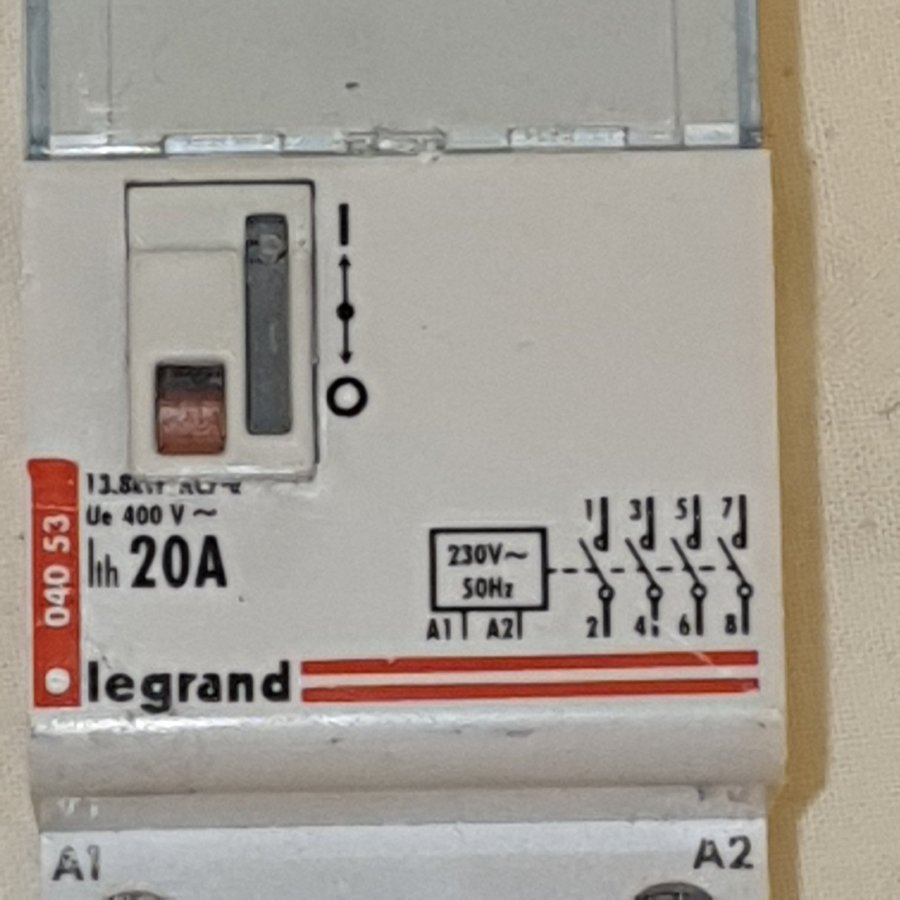 I
O
Ue 400 V ~
Ith 20A
040 53
1 3 5 7
230V~
50Hz
A1 A2 2 4 6 8
legrand
A1 A2